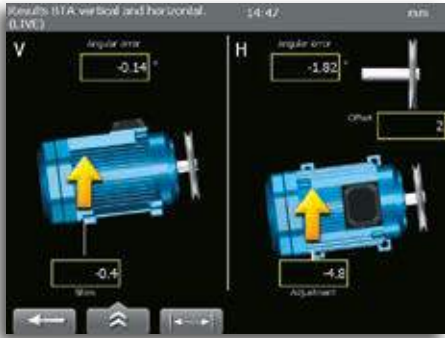 Results BTA vertical and horizontal.
(LIVE)
14:47
mm
V
Angular error
-0.14 °
H
Angular error
-1.82 °
Offset
2
-0.4
Shim
-4.8
Adjustment